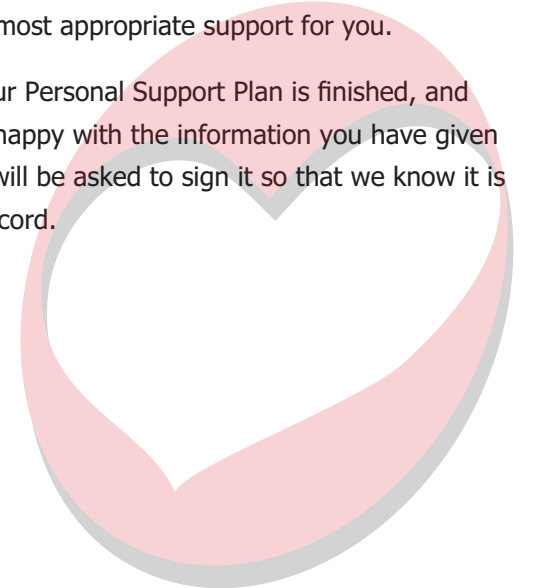 most appropriate support for you.
ur Personal Support Plan is finished, and
happy with the information you have given
will be asked to sign it so that we know it is
cord.